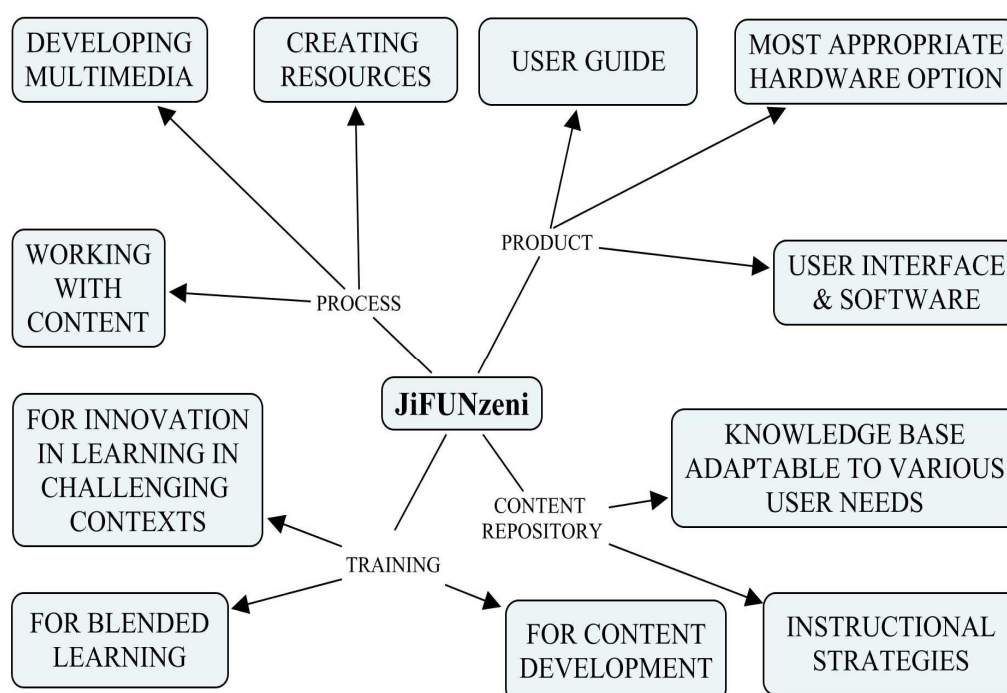 DEVELOPING
MULTIMEDIA
CREATING
RESOURCES
USER GUIDE
MOST APPROPRIATE
HARDWARE OPTION
WORKING
WITH
CONTENT
PROCESS
PRODUCT
USER INTERFACE
& SOFTWARE
JiFUNzeni
FOR INNOVATION
IN LEARNING IN
CHALLENGING
CONTEXTS
KNOWLEDGE BASE
ADAPTABLE TO VARIOUS
USER NEEDS
CONTENT
REPOSITORY
TRAINING
FOR BLENDED
LEARNING
FOR CONTENT
DEVELOPMENT
INSTRUCTIONAL
STRATEGIES